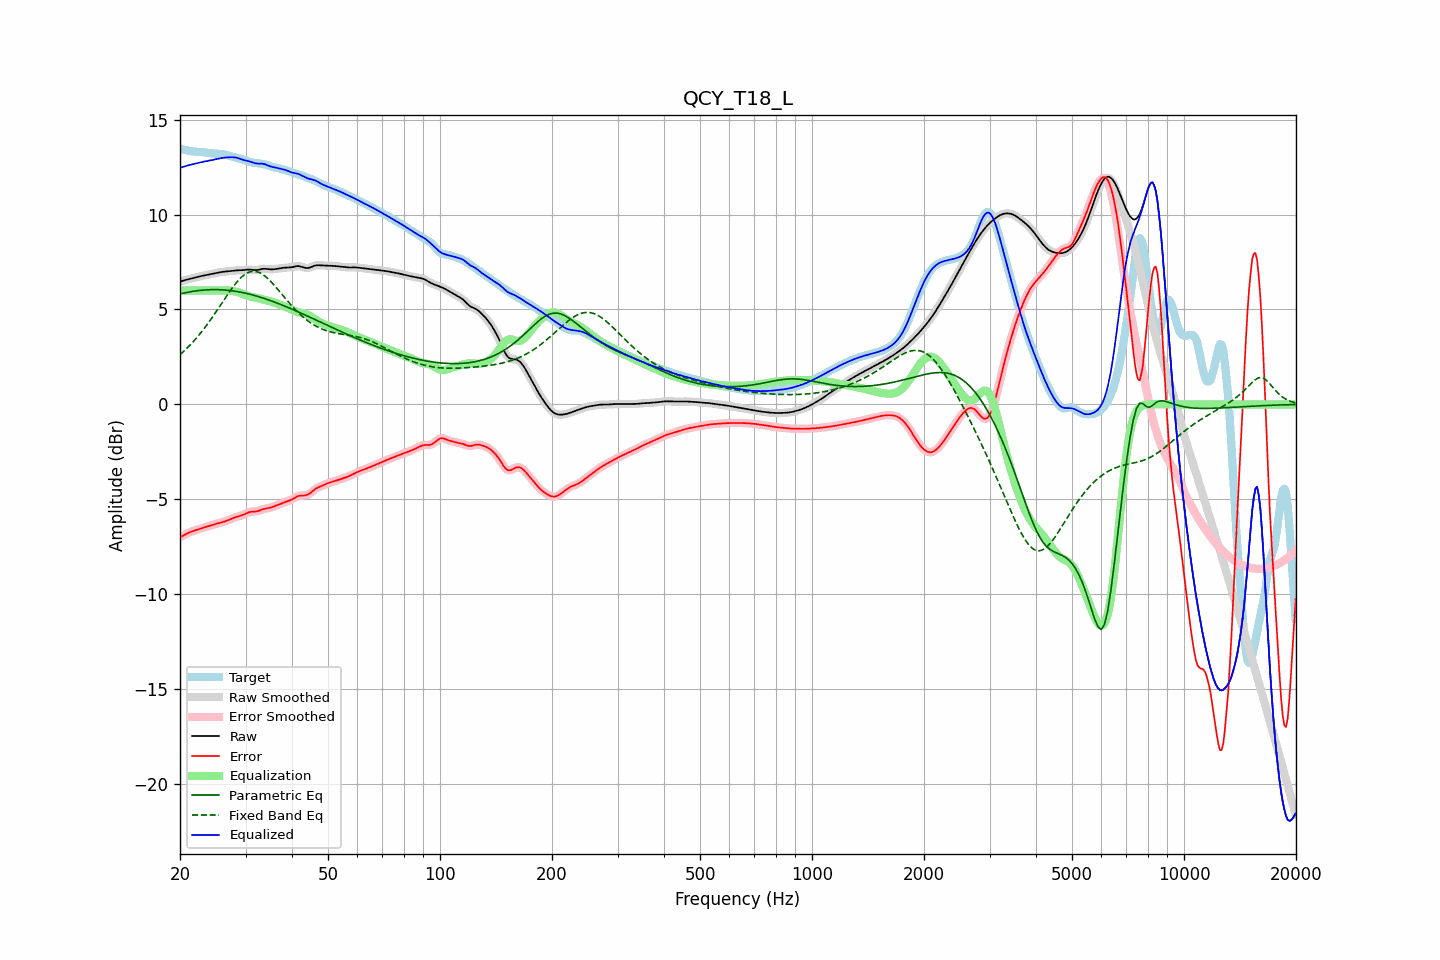 QCY_T18_L
Amplitude (dBr)
15
10
5
0
−5
−10
−15
−20
Target
Raw Smoothed
Error Smoothed
Raw
Error
Equalization
Parametric Eq
Fixed Band Eq
Equalized
20 50 100 200 500 1000 2000 5000 10000 20000
Frequency (Hz)